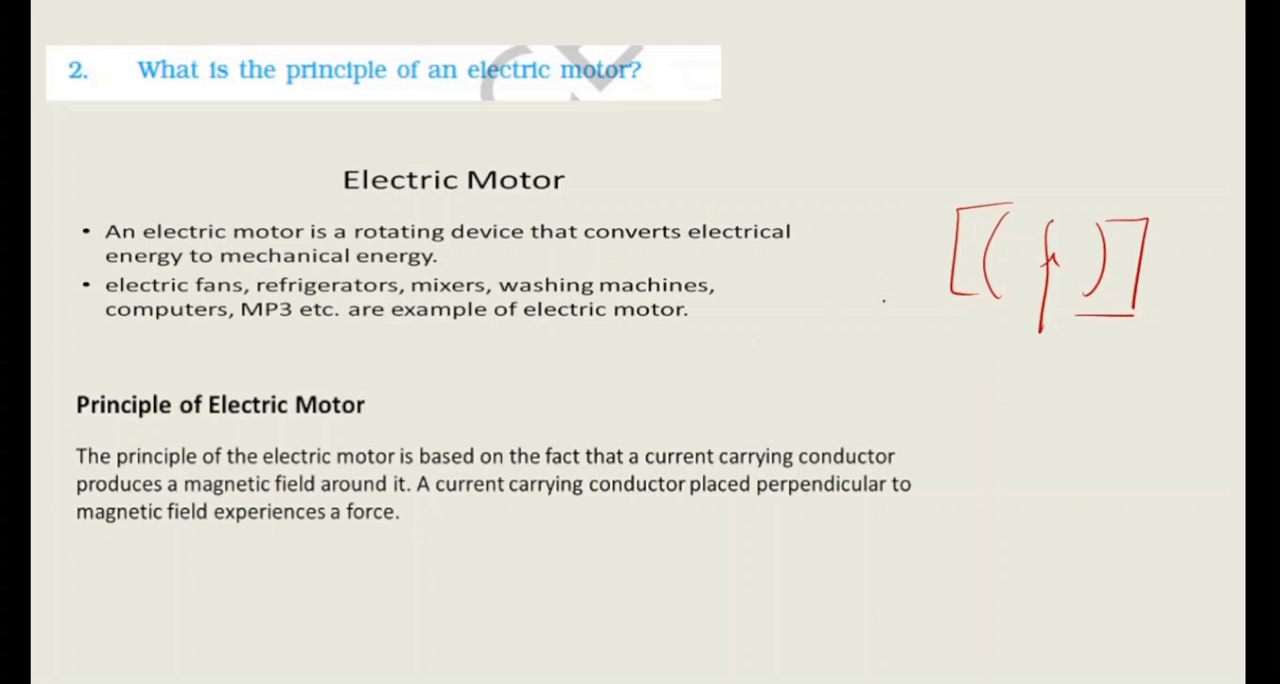 2. What is the principle of an electric motor?
Electric Motor
• An electric motor is a rotating device that converts electrical
energy to mechanical energy.
• electric fans, refrigerators, mixers, washing machines,
computers, MP3 etc. are example of electric motor.
Principle of Electric Motor
The principle of the electric motor is based on the fact that a current carrying conductor
produces a magnetic field around it. A current carrying conductor placed perpendicular to
magnetic field experiences a force.